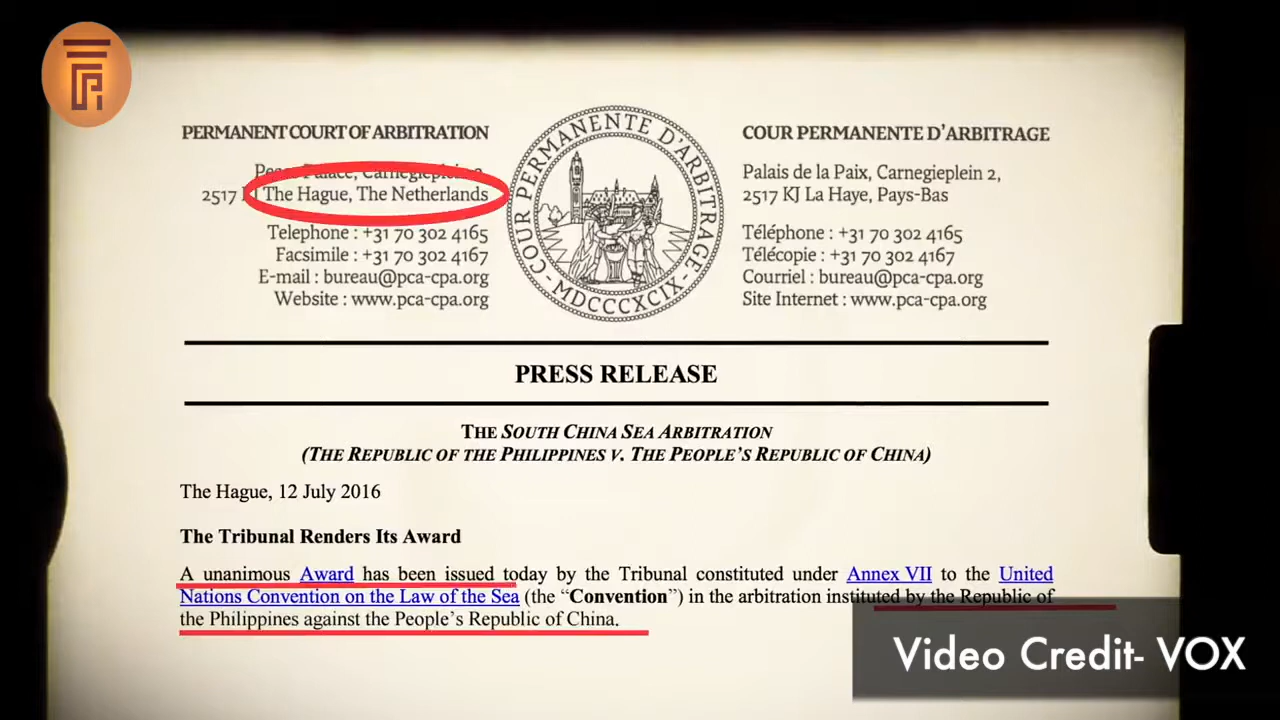 PERMANENT COURT OF ARBITRATION
Peace Palace, Carnegieplein
2517 The Hague, The Netherlands
Telephone : +31 70 302 4165
Facsimile : +31 70 302 4167
E-mail : bureau@pca-cpa.org
Website : www.pca-cpa.org
COUR PERMANENTE D'ARBITRAGE
MDCCCXCIX
COUR PERMANENTE D’ARBITRAGE
Palais de la Paix, Carnegieplein 2,
2517 KJ La Haye, Pays-Bas
Téléphone : +31 70 302 4165
Télécopie : +31 70 302 4167
Courriel : bureau@pca-cpa.org
Site Internet : www.pca-cpa.org
PRESS RELEASE
THE SOUTH CHINA SEA ARBITRATION
(THE REPUBLIC OF THE PHILIPPINES V. THE PEOPLE’S REPUBLIC OF CHINA)
The Hague, 12 July 2016
The Tribunal Renders Its Award
A unanimous Award has been issued today by the Tribunal constituted under Annex VII to the United
Nations Convention on the Law of the Sea (the “Convention”) in the arbitration instituted by the Republic of
the Philippines against the People’s Republic of China.
Video Credit- VOX